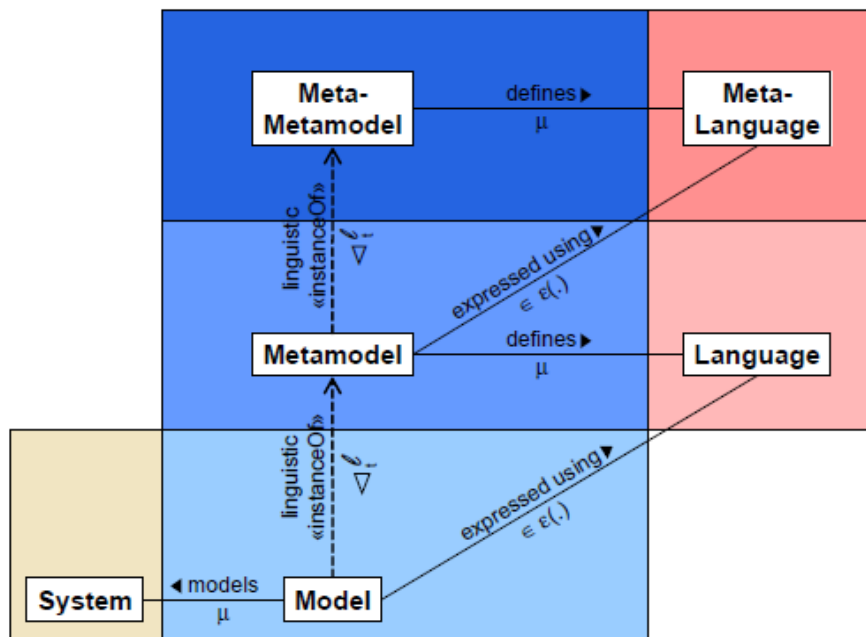 Meta-
Metamodel
defines ►
μ
Meta-
Language
linguistic
«instanceOf»
▽ ℓ t
expressed using ▼
∈ ε(.)
Metamodel
defines ►
μ
Language
linguistic
«instanceOf»
▽ ℓ t
expressed using ▼
∈ ε(.)
System
◄ models
μ
Model